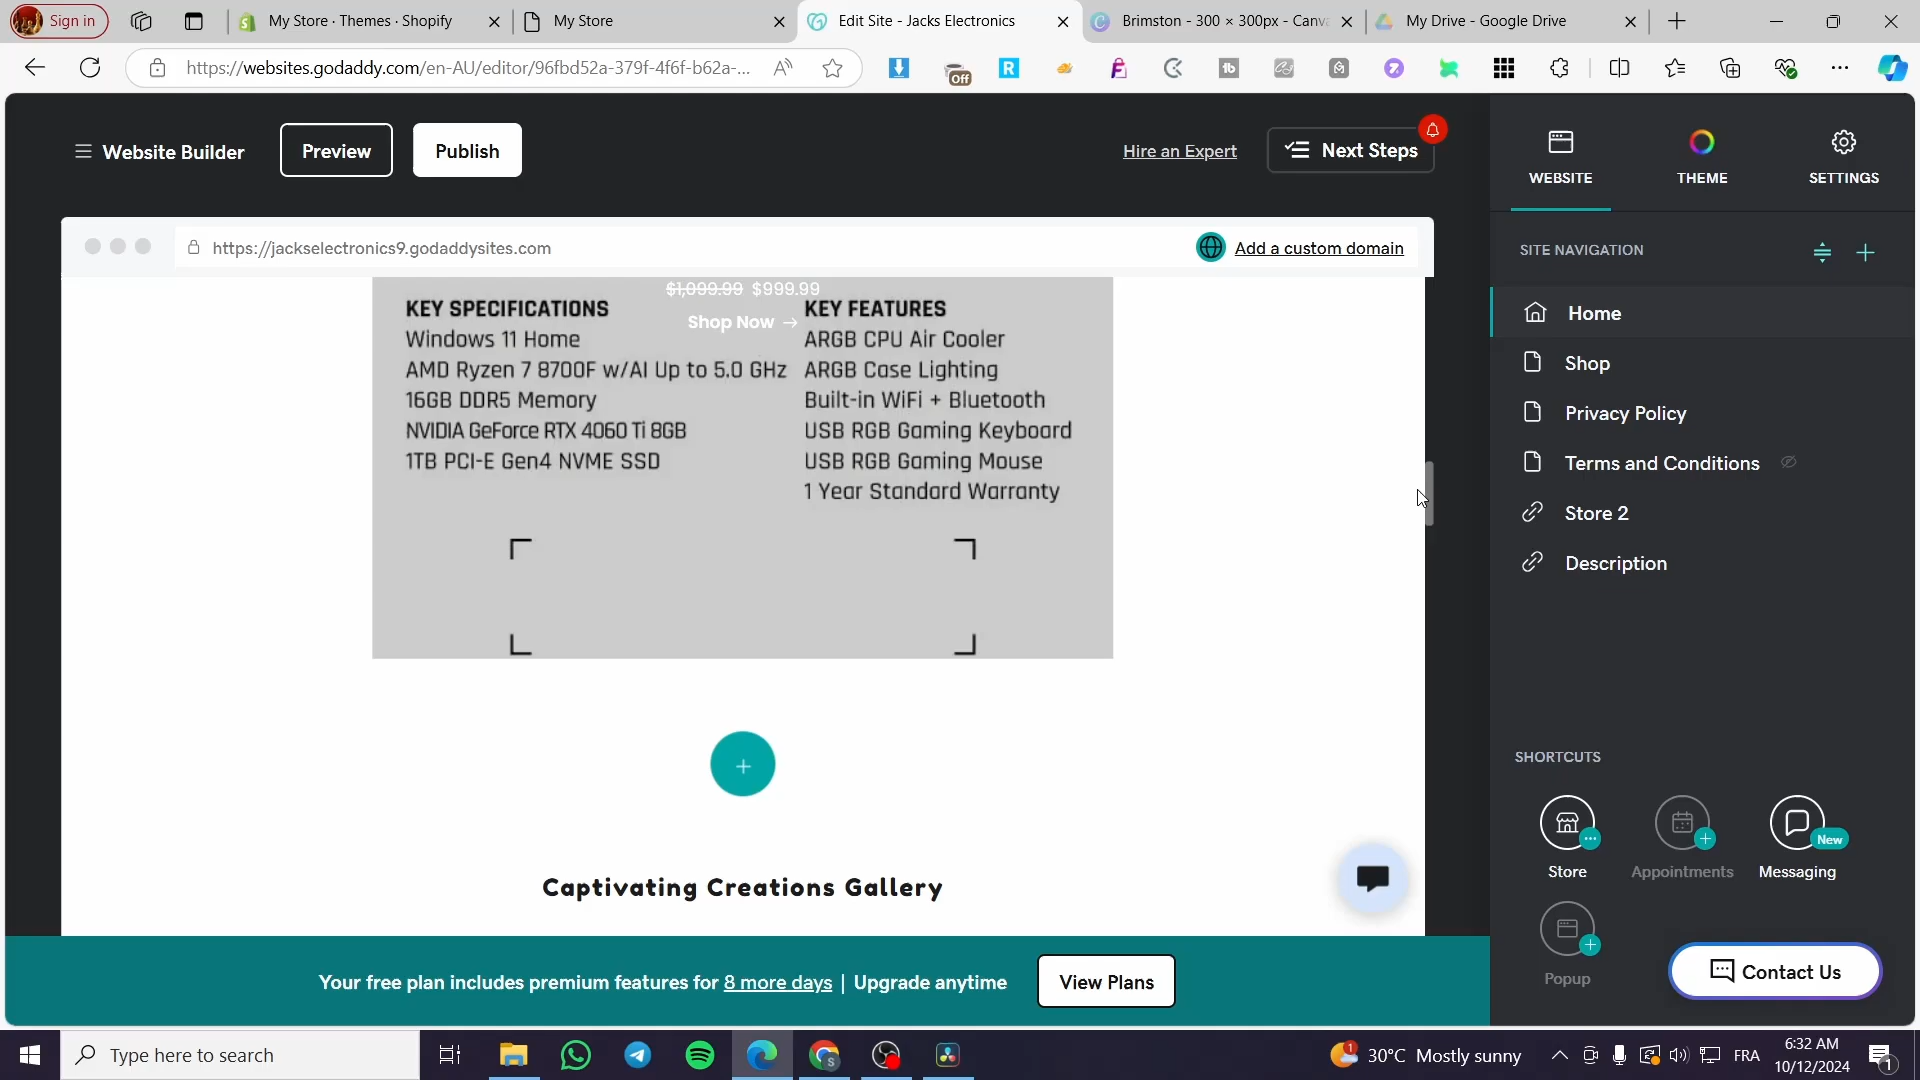 Sign in
My Store · Themes · Shopify
My Store
Edit Site - Jacks Electronics
Brimston - 300 × 300px - Canva
My Drive - Google Drive
https://websites.godaddy.com/en-AU/editor/96fbd52a-379f-4f6f-b62a-...
Off
Website Builder
Preview
Publish
Hire an Expert
Next Steps
WEBSITE
THEME
SETTINGS
https://jackselectronics9.godaddysites.com
Add a custom domain
SITE NAVIGATION
Home
Shop
Privacy Policy
Terms and Conditions
Store 2
Description
$1,099.99 $999.99
Shop Now →
KEY SPECIFICATIONS
Windows 11 Home
AMD Ryzen 7 8700F w/AI Up to 5.0 GHz
16GB DDR5 Memory
NVIDIA GeForce RTX 4060 Ti 8GB
1TB PCI-E Gen4 NVME SSD
KEY FEATURES
ARGB CPU Air Cooler
ARGB Case Lighting
Built-in WiFi + Bluetooth
USB RGB Gaming Keyboard
USB RGB Gaming Mouse
1 Year Standard Warranty
Captivating Creations Gallery
SHORTCUTS
Store
Appointments
New
Messaging
Popup
Contact Us
Your free plan includes premium features for 8 more days | Upgrade anytime
View Plans
Type here to search
1
30°C Mostly sunny
FRA
6:32 AM
10/12/2024
1